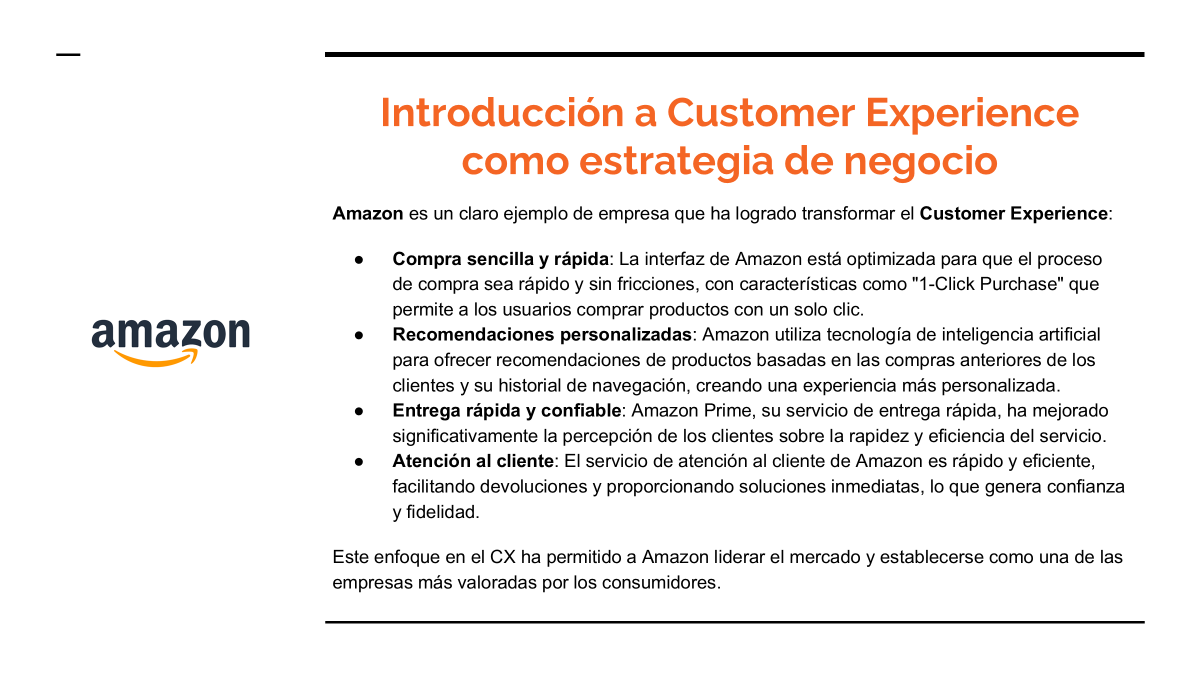 Introducción a Customer Experience
como estrategia de negocio
Amazon es un claro ejemplo de empresa que ha logrado transformar el Customer Experience:
● Compra sencilla y rápida: La interfaz de Amazon está optimizada para que el proceso
de compra sea rápido y sin fricciones, con características como "1-Click Purchase" que
permite a los usuarios comprar productos con un solo clic.
● Recomendaciones personalizadas: Amazon utiliza tecnología de inteligencia artificial
para ofrecer recomendaciones de productos basadas en las compras anteriores de los
clientes y su historial de navegación, creando una experiencia más personalizada.
● Entrega rápida y confiable: Amazon Prime, su servicio de entrega rápida, ha mejorado
significativamente la percepción de los clientes sobre la rapidez y eficiencia del servicio.
● Atención al cliente: El servicio de atención al cliente de Amazon es rápido y eficiente,
facilitando devoluciones y proporcionando soluciones inmediatas, lo que genera confianza
y fidelidad.
Este enfoque en el CX ha permitido a Amazon liderar el mercado y establecerse como una de las
empresas más valoradas por los consumidores.
amazon